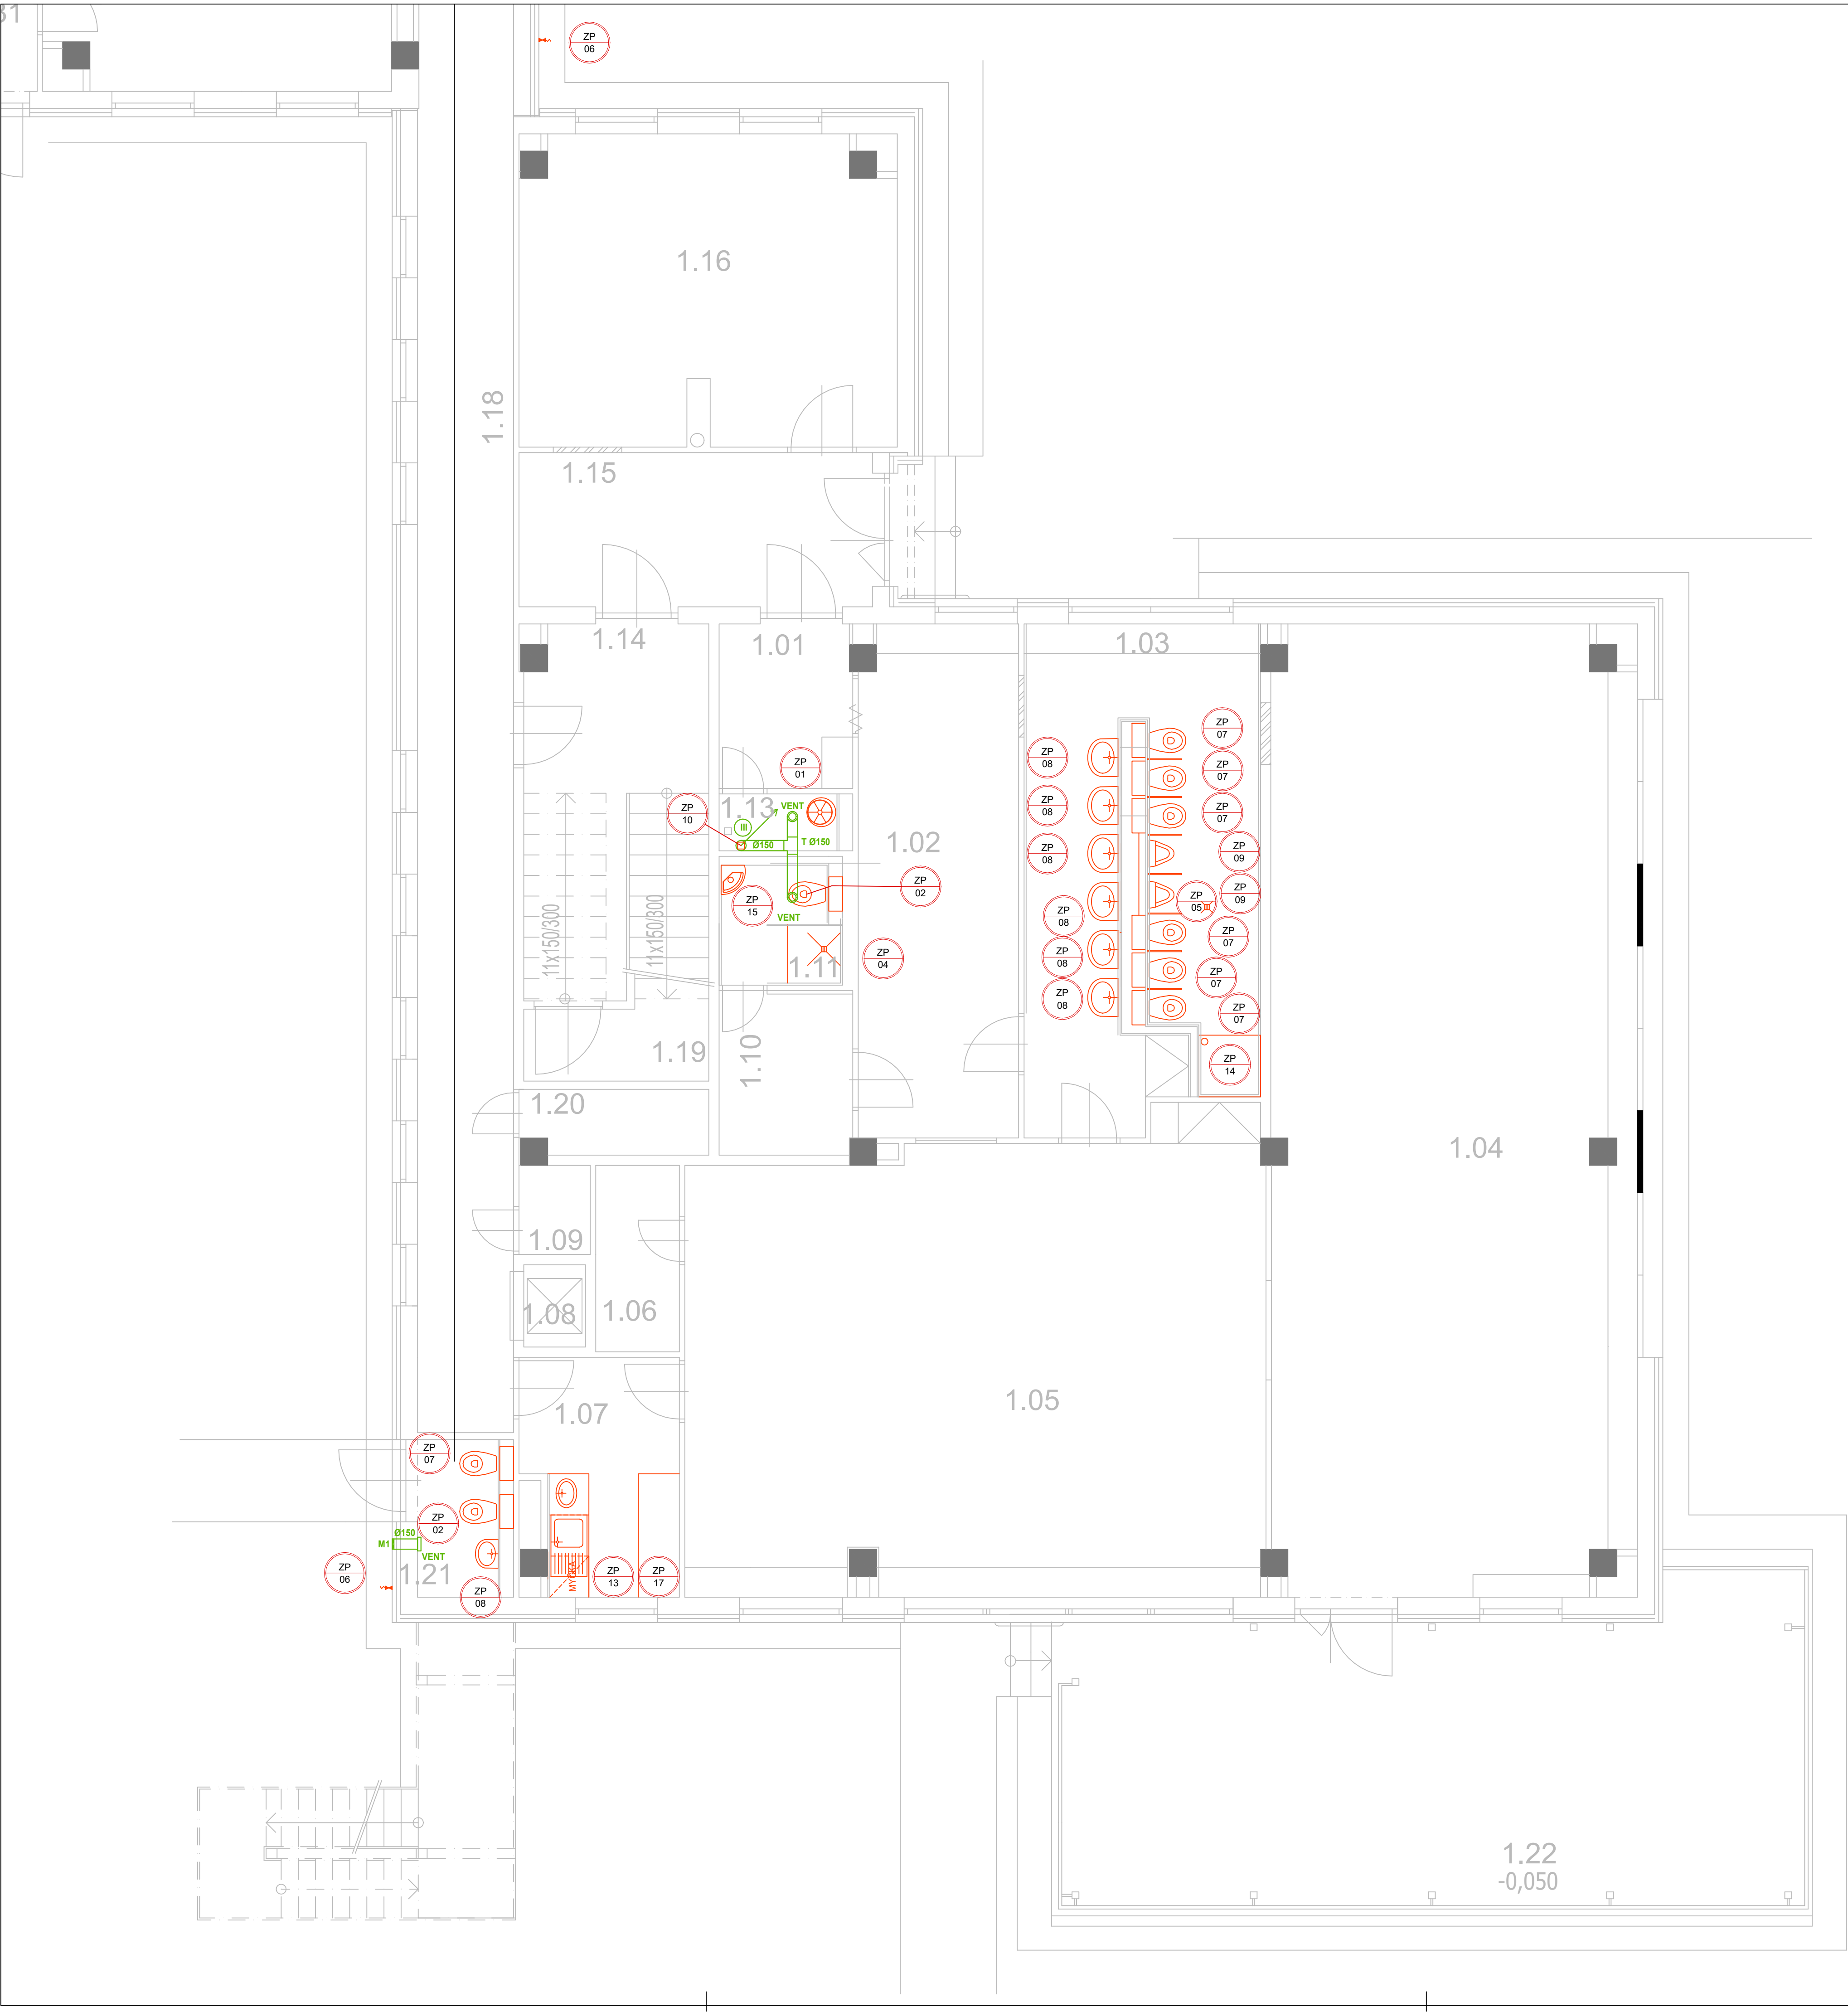 ZP
06
1.16
1.18
1.15
1.14
1.01
1.03
ZP
07
ZP
08
ZP
01
ZP
07
1.13
VENT
ZP
10
III
ZP
08
ZP
07
Ø150
T Ø150
1.02
ZP
08
ZP
09
ZP
02
ZP
15
VENT
ZP
05
ZP
09
ZP
08
11x150/300
11x150/300
ZP
04
1.11
ZP
08
ZP
07
ZP
07
ZP
08
ZP
07
1.19
1.10
ZP
14
1.20
1.04
1.09
1.08
1.06
1.05
1.07
ZP
07
ZP
02
Ø150
M1
VENT
ZP
06
1.21
ZP
08
ZP
13
ZP
17
1.22
-0,050